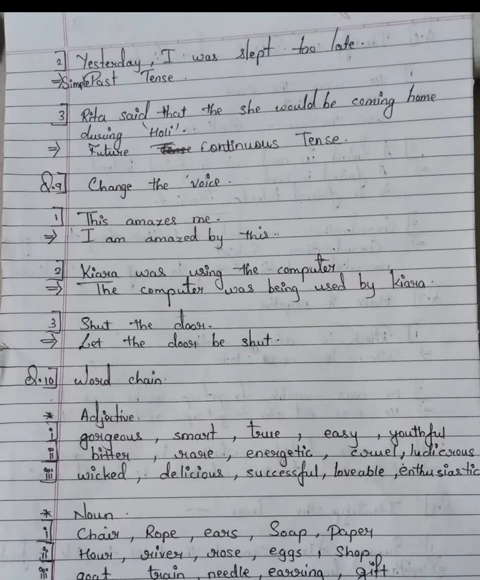 2] Yesterday, I was slept too late.
⇒ Simple Past Tense
3] Rita said that the she would be coming home
during 'Holi'.
⇒ Future Tense Continuous Tense.
Q.9] Change the voice.
1] This amazes me.
⇒ I am amazed by this.
2] Kiara was using the computer.
⇒ The computer was being used by kiara.
3] Shut the door.
⇒ Let the door be shut.
Q.10] Word chain.
* Adjective
i] gorgeous, smart, true, easy, youthful
ii] bitter, rare, energetic, cruel, ludicrous
iii] wicked, delicious, successful, loveable, enthusiastic
* Noun.
i] Chair, Rope, ears, Soap, Paper
ii] Hour, river, rose, eggs, Shop
iii] goat, train, needle, earring, gift.